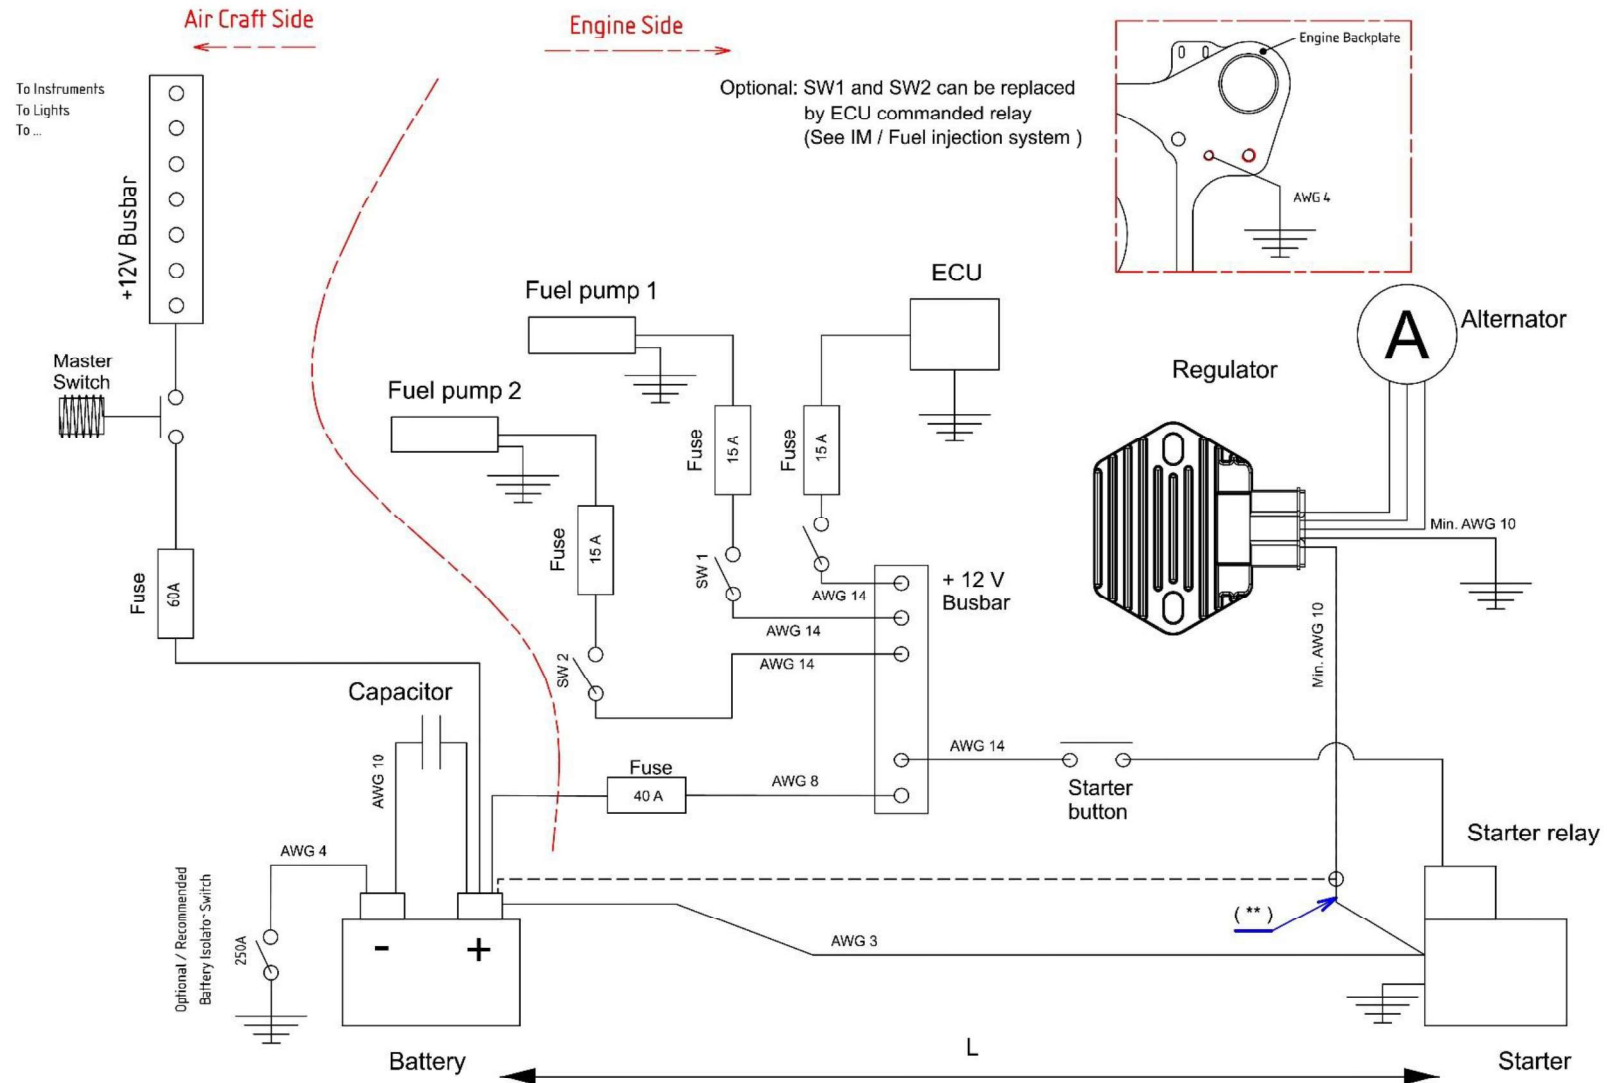 Air Craft Side
Engine Side
To Instruments
To Lights
To ...
+12V Busbar
Master
Switch
Fuse
60A
Optional: SW1 and SW2 can be replaced
by ECU commanded relay
(See IM / Fuel injection system )
Engine Backplate
AWG 4
Fuel pump 1
Fuel pump 2
ECU
Fuse
15 A
Fuse
15 A
Fuse
15 A
SW 1
SW 2
AWG 14
AWG 14
AWG 14
+ 12 V
Busbar
Regulator
A
Alternator
Min. AWG 10
Min. AWG 10
Capacitor
AWG 10
Fuse
40 A
AWG 8
AWG 14
Starter
button
Starter relay
AWG 4
Optional / Recommended
Battery Isolator Switch
250A
-
+
( ** )
AWG 3
Battery
L
Starter